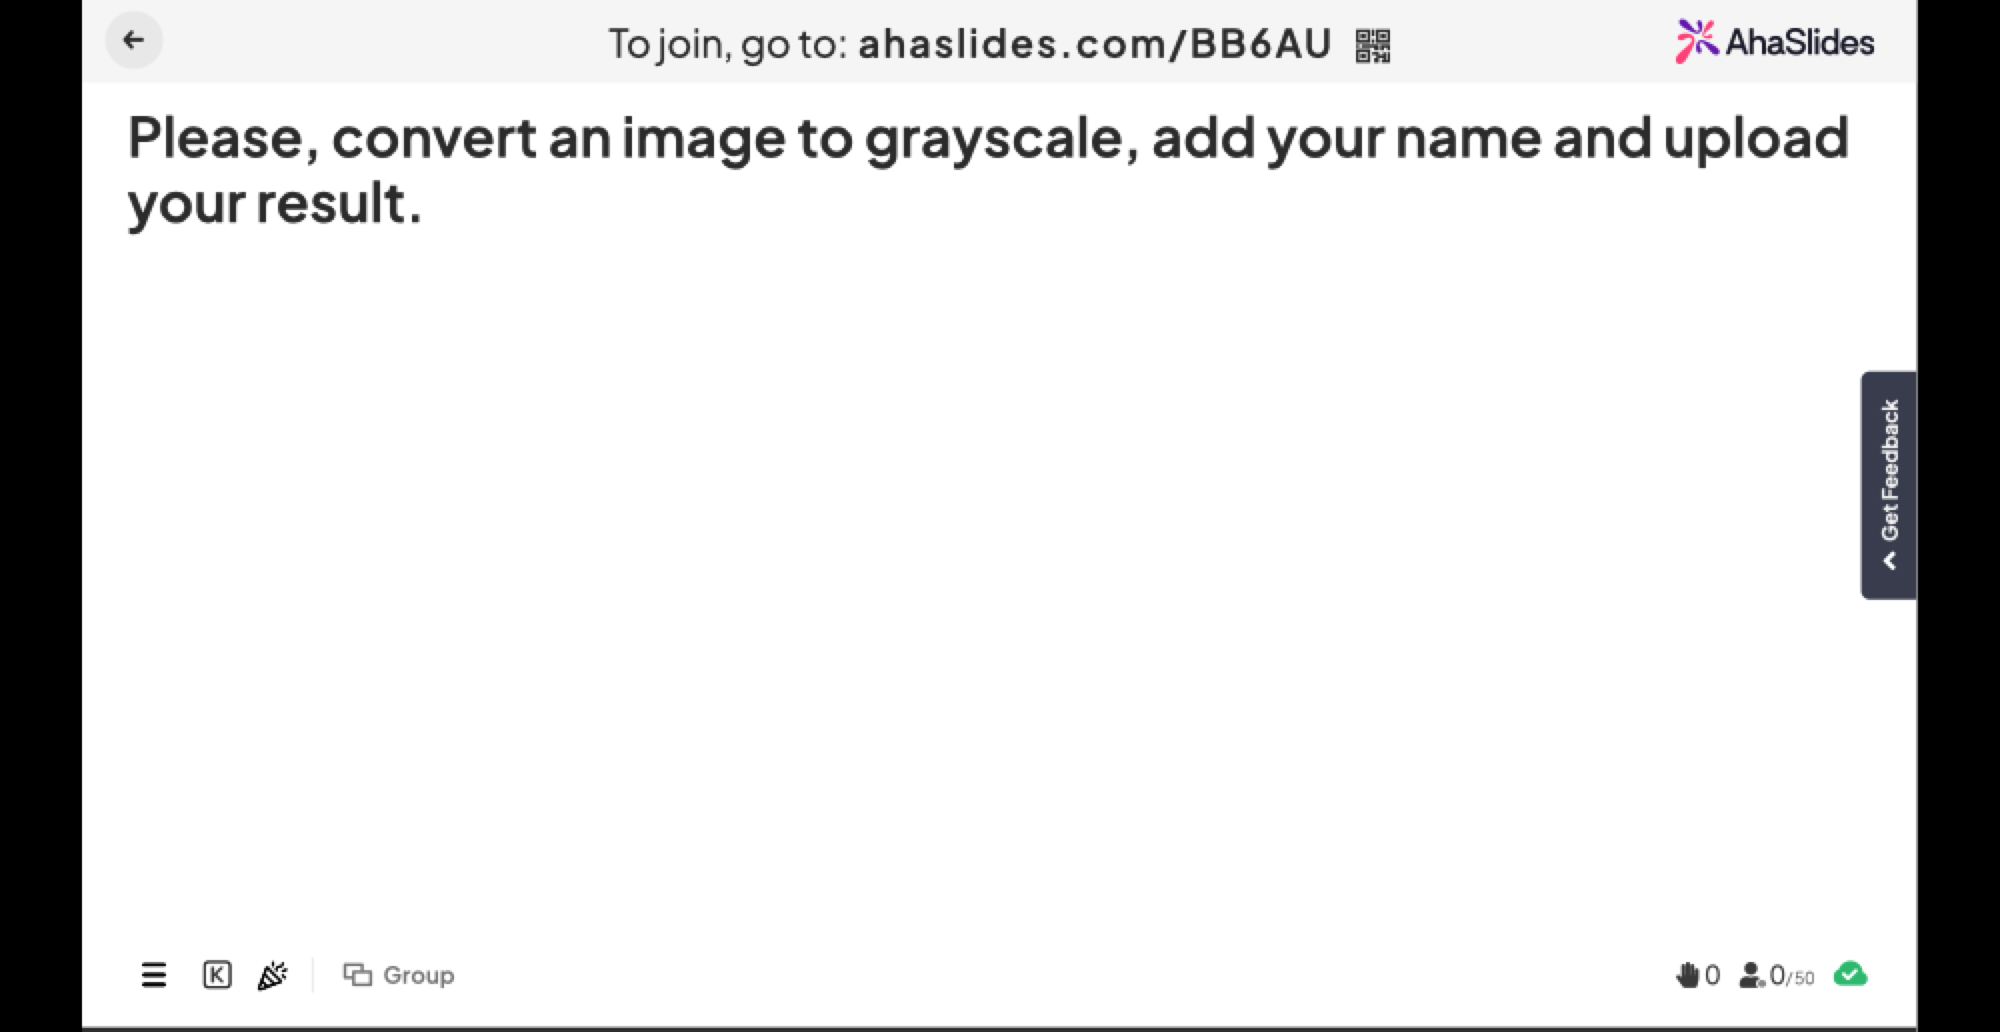 To join, go to: ahaslides.com/BB6AU
AhaSlides
Please, convert an image to grayscale, add your name and upload
your result.
Get Feedback
K
Group
0
0/50